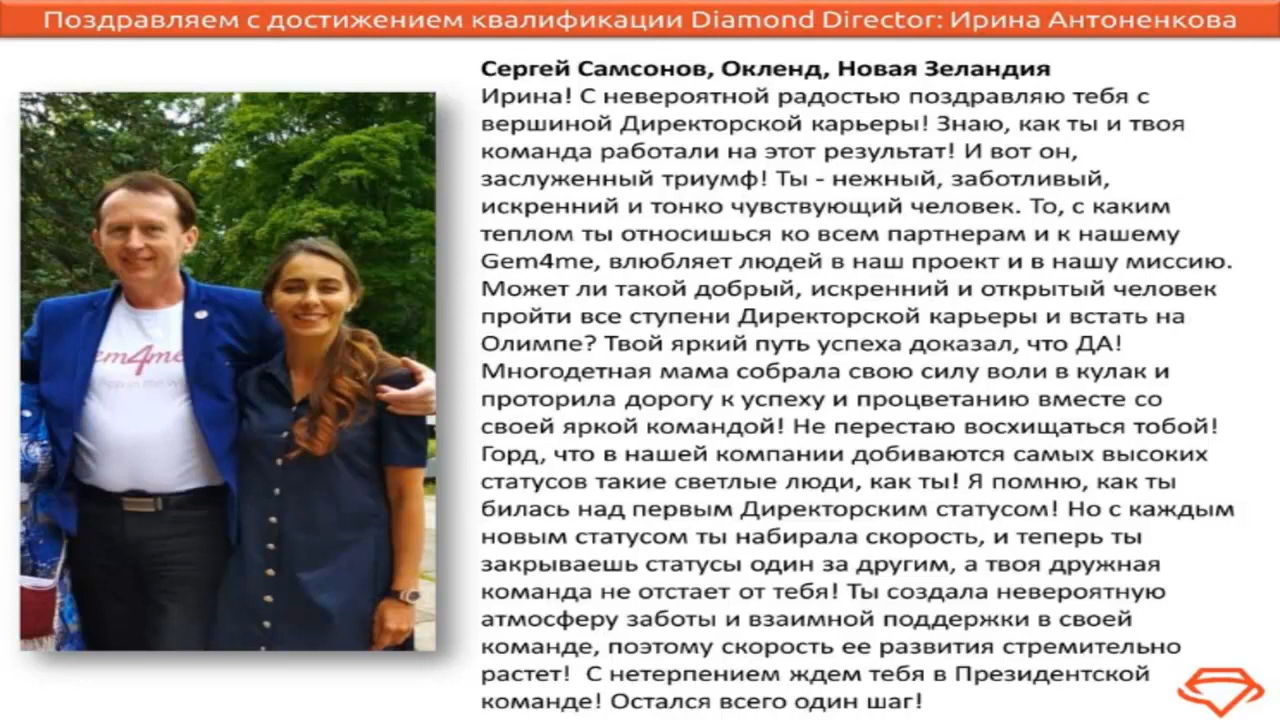 Поздравляем с достижением квалификации Diamond Director: Ирина Антоненкова
Сергей Самсонов, Окленд, Новая Зеландия
Ирина! С невероятной радостью поздравляю тебя с
вершиной Директорской карьеры! Знаю, как ты и твоя
команда работали на этот результат! И вот он,
заслуженный триумф! Ты - нежный, заботливый,
искренний и тонко чувствующий человек. То, с каким
теплом ты относишься ко всем партнерам и к нашему
Gem4me, влюбляет людей в наш проект и в нашу миссию.
Может ли такой добрый, искренний и открытый человек
пройти все ступени Директорской карьеры и встать на
Олимпе? Твой яркий путь успеха доказал, что ДА!
Многодетная мама собрала свою силу воли в кулак и
проторила дорогу к успеху и процветанию вместе со
своей яркой командой! Не перестаю восхищаться тобой!
Горд, что в нашей компании добиваются самых высоких
статусов такие светлые люди, как ты! Я помню, как ты
билась над первым Директорским статусом! Но с каждым
новым статусом ты набирала скорость, и теперь ты
закрываешь статусы один за другим, а твоя дружная
команда не отстает от тебя! Ты создала невероятную
атмосферу заботы и взаимной поддержки в своей
команде, поэтому скорость ее развития стремительно
растет! С нетерпением ждем тебя в Президентской
команде! Остался всего один шаг!
em4me